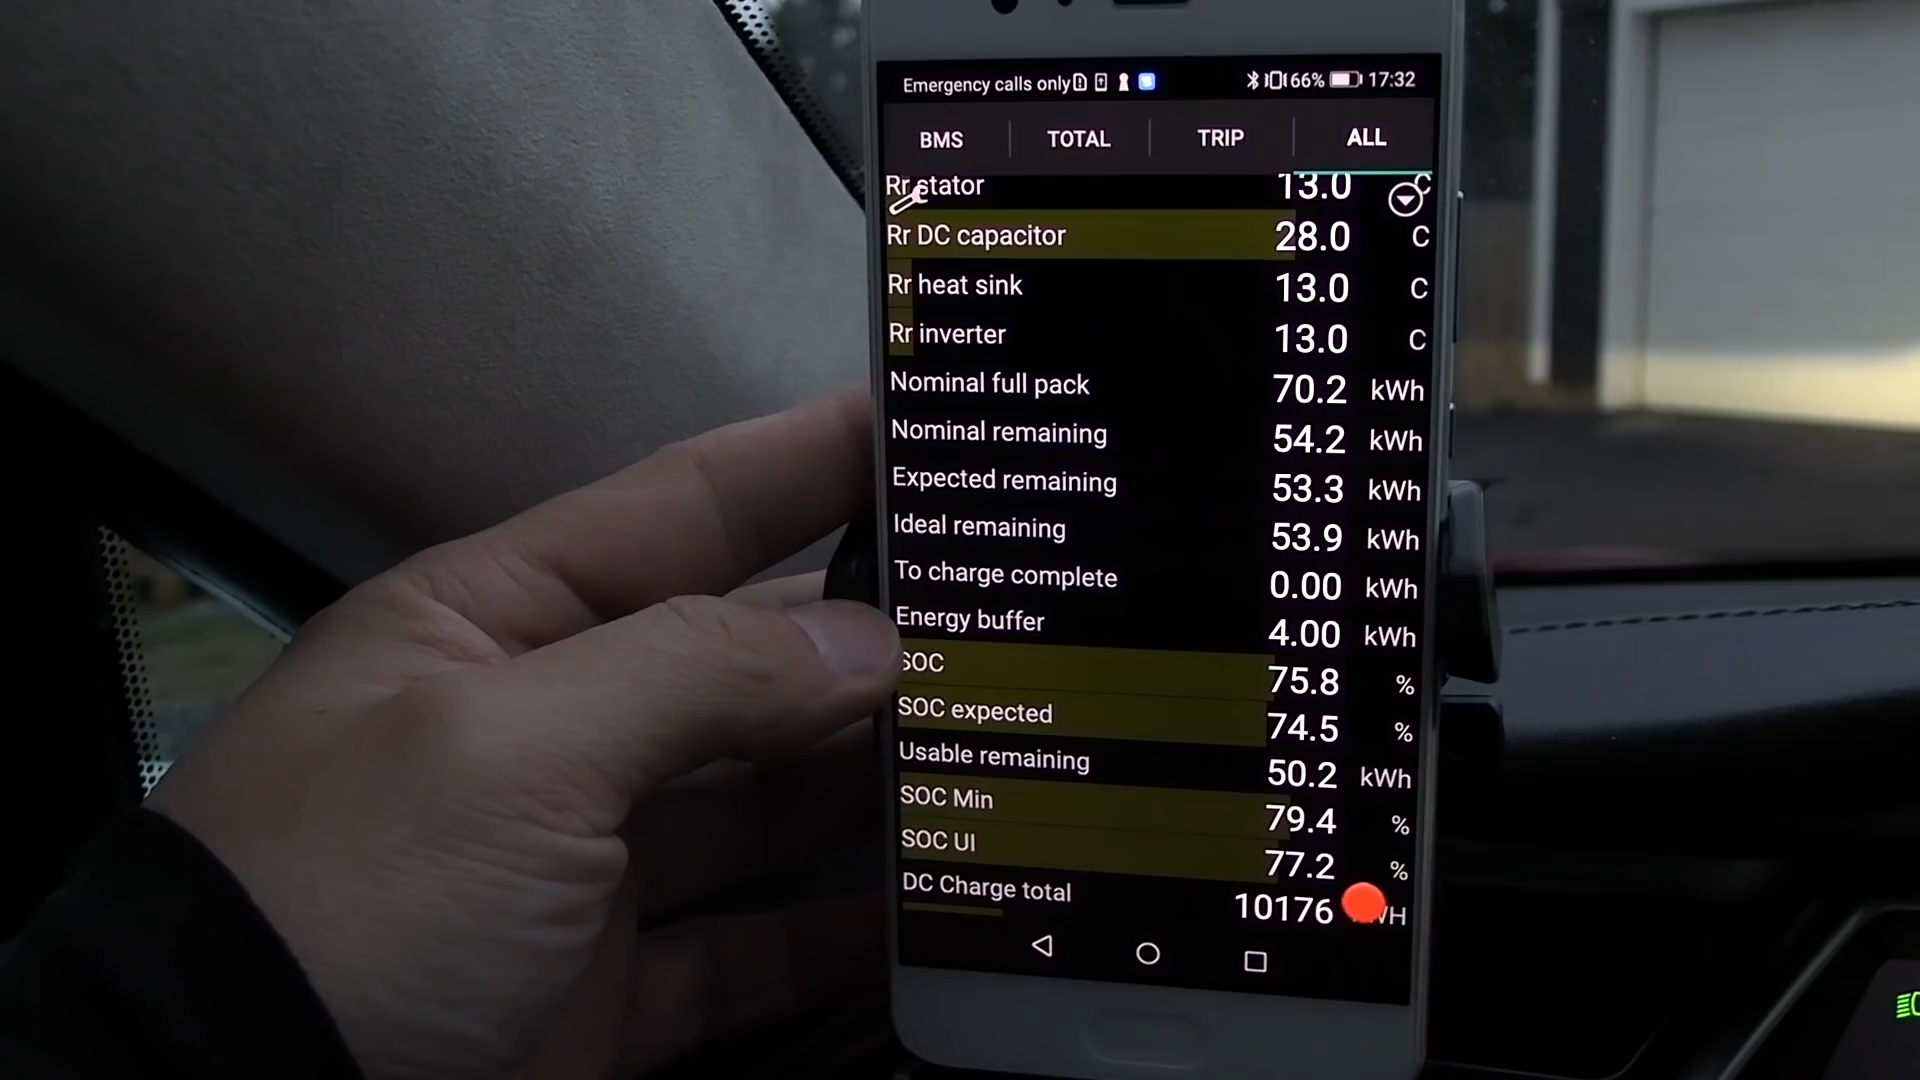 Emergency calls only 66% 17:32
BMS TOTAL TRIP ALL
Rr stator 13.0 C
Rr DC capacitor 28.0 C
Rr heat sink 13.0 C
Rr inverter 13.0 C
Nominal full pack 70.2 kWh
Nominal remaining 54.2 kWh
Expected remaining 53.3 kWh
Ideal remaining 53.9 kWh
To charge complete 0.00 kWh
Energy buffer 4.00 kWh
SOC 75.8 %
SOC expected 74.5 %
Usable remaining 50.2 kWh
SOC Min 79.4 %
SOC UI 77.2 %
DC Charge total 10176